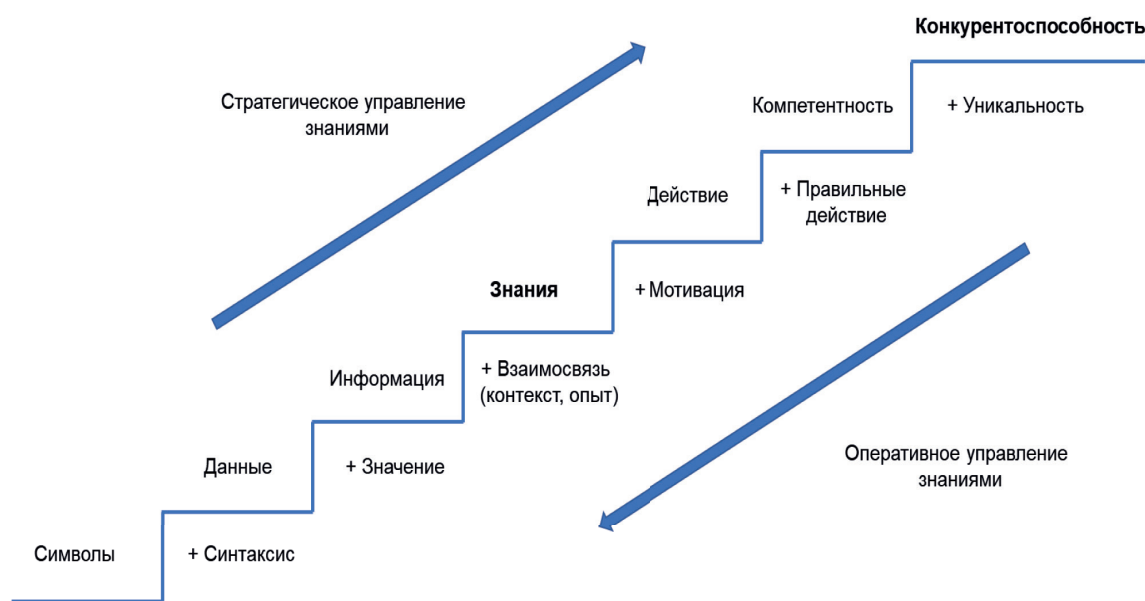 Конкурентоспособность
Стратегическое управление
знаниями
Компетентность
+ Уникальность
Действие
+ Правильные
действие
Знания
+ Мотивация
Информация
+ Взаимосвязь
(контекст, опыт)
Данные
+ Значение
Оперативное управление
знаниями
Символы
+ Синтаксис